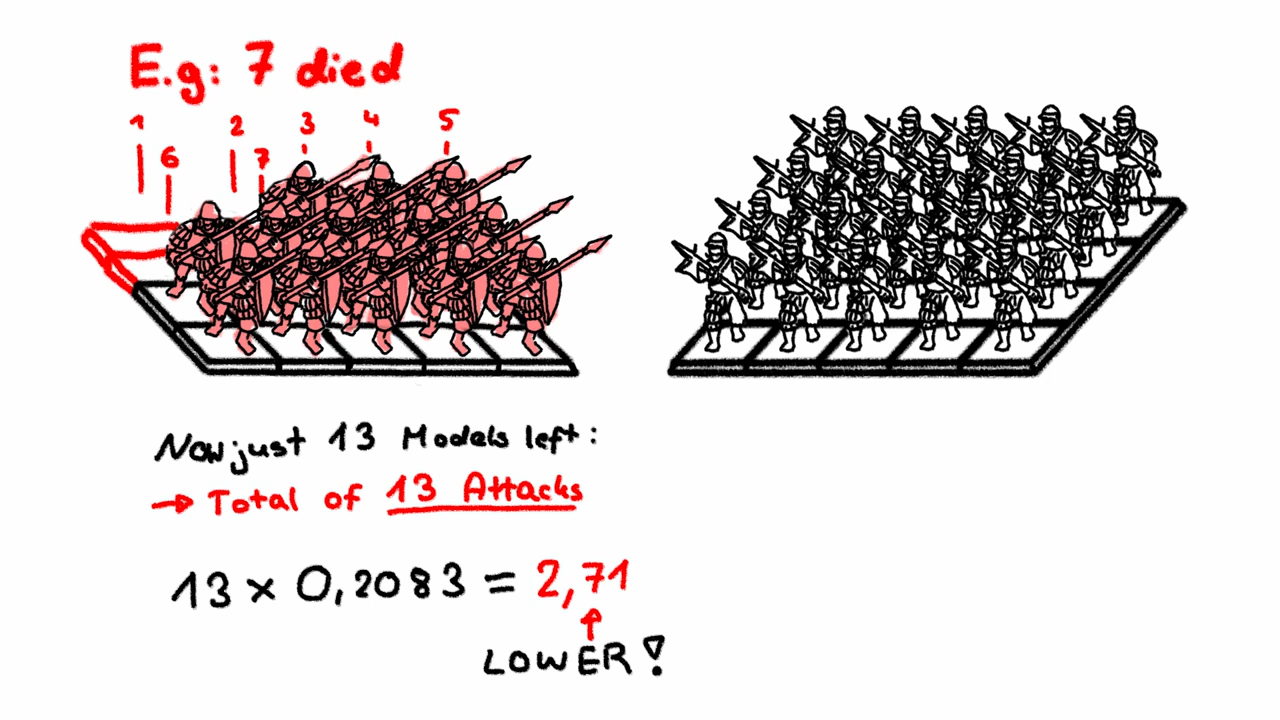 E.g: 7 died
1 2 3 4 5
6 7
Now just 13 Models left:
→ Total of 13 Attacks
13 × 0,2083 = 2,71
LOWER!